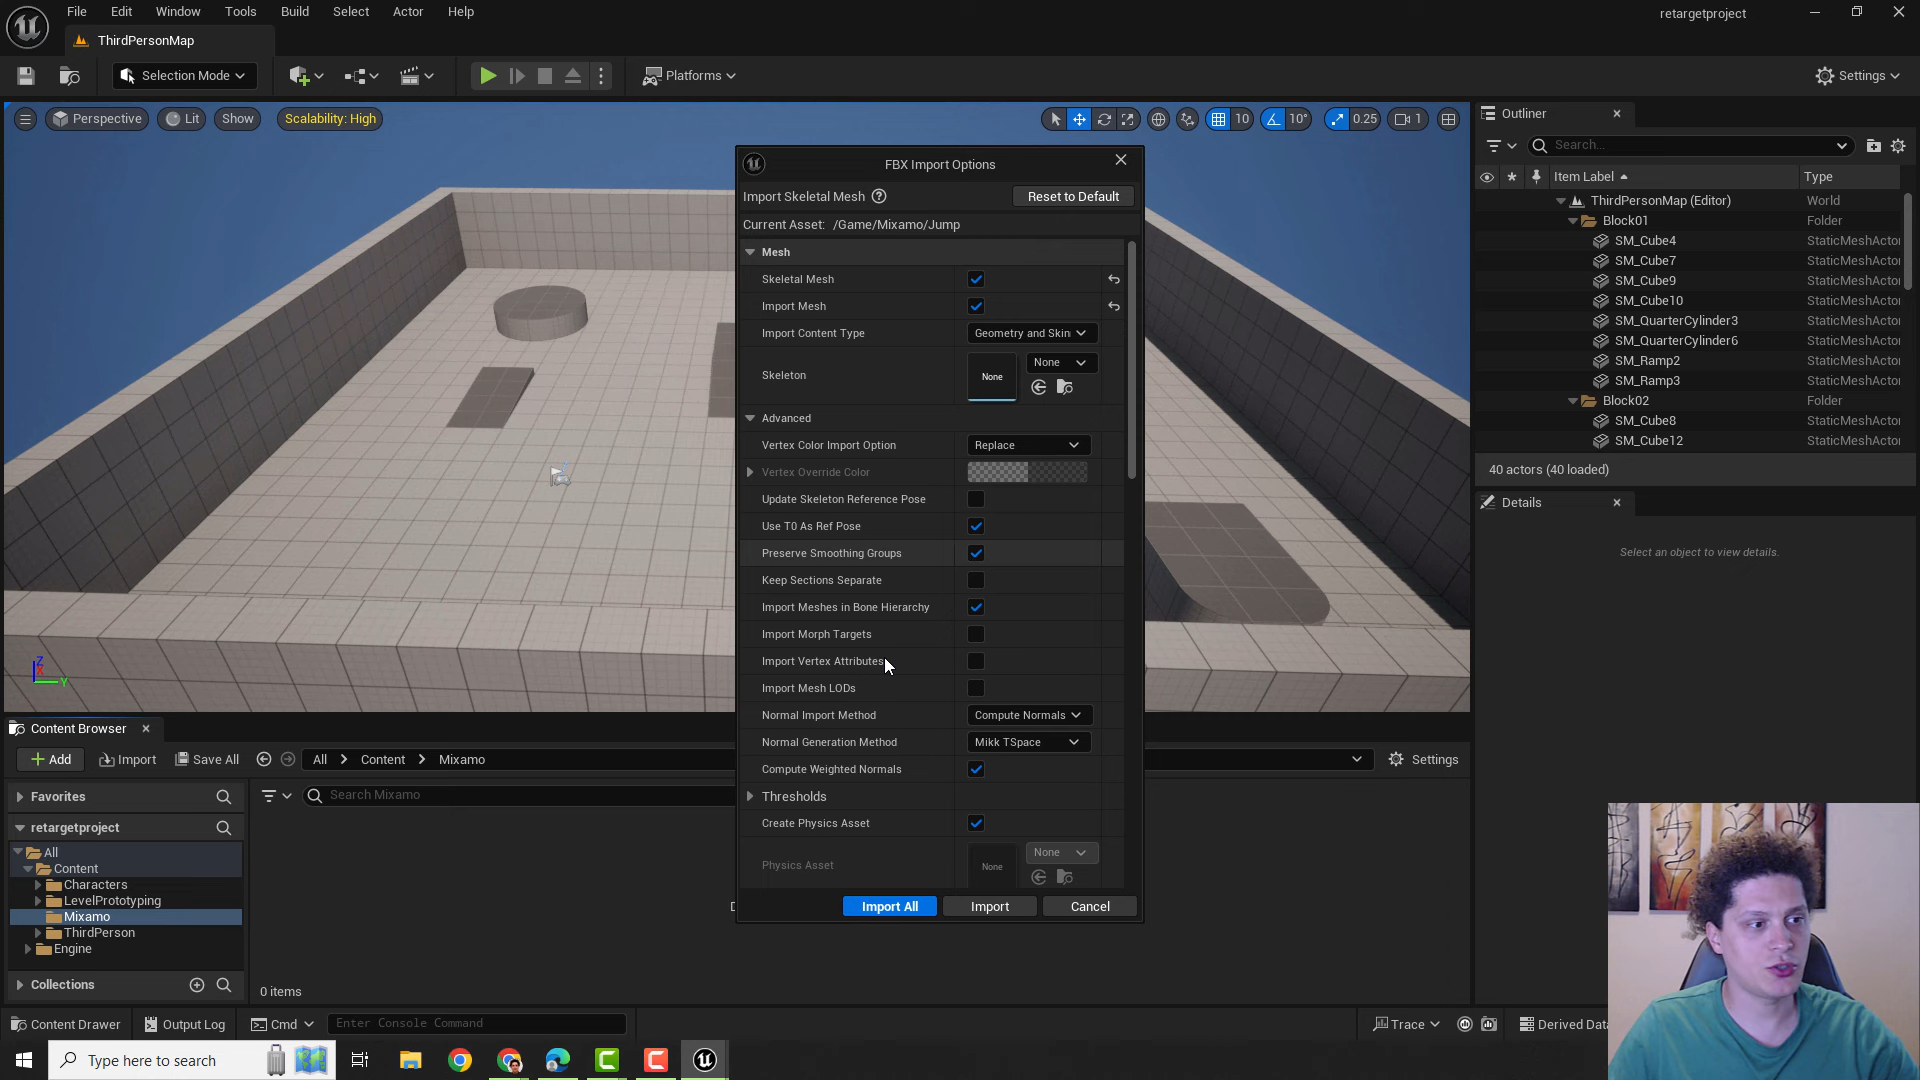 File Edit Window Tools Build Select Actor Help
retargetproject
ThirdPersonMap
Selection Mode
Platforms
Settings
Perspective Lit Show Scalability: High
10 10° 0.25 1
Outliner
Search...
Item Label Type
ThirdPersonMap (Editor) World
Block01 Folder
SM_Cube4 StaticMeshActor
SM_Cube7 StaticMeshActor
SM_Cube9 StaticMeshActor
SM_Cube10 StaticMeshActor
SM_QuarterCylinder3 StaticMeshActor
SM_QuarterCylinder6 StaticMeshActor
SM_Ramp2 StaticMeshActor
SM_Ramp3 StaticMeshActor
Block02 Folder
SM_Cube8 StaticMeshActor
SM_Cube12 StaticMeshActor
40 actors (40 loaded)
Details
Select an object to view details.
FBX Import Options
Import Skeletal Mesh
Reset to Default
Current Asset: /Game/Mixamo/Jump
Mesh
Skeletal Mesh
Import Mesh
Import Content Type Geometry and Skin
Skeleton None None
Advanced
Vertex Color Import Option Replace
Vertex Override Color
Update Skeleton Reference Pose
Use T0 As Ref Pose
Preserve Smoothing Groups
Keep Sections Separate
Import Meshes in Bone Hierarchy
Import Morph Targets
Import Vertex Attributes
Import Mesh LODs
Normal Import Method Compute Normals
Normal Generation Method Mikk TSpace
Compute Weighted Normals
Thresholds
Create Physics Asset
Physics Asset None None
Import All Import Cancel
Content Browser
Add Import Save All All Content Mixamo
Settings
Favorites
Search Mixamo
retargetproject
All
Content
Characters
LevelPrototyping
Mixamo
ThirdPerson
Engine
Collections
0 items
Content Drawer Output Log Cmd Enter Console Command
Trace Derived Data
Type here to search
Z
Y